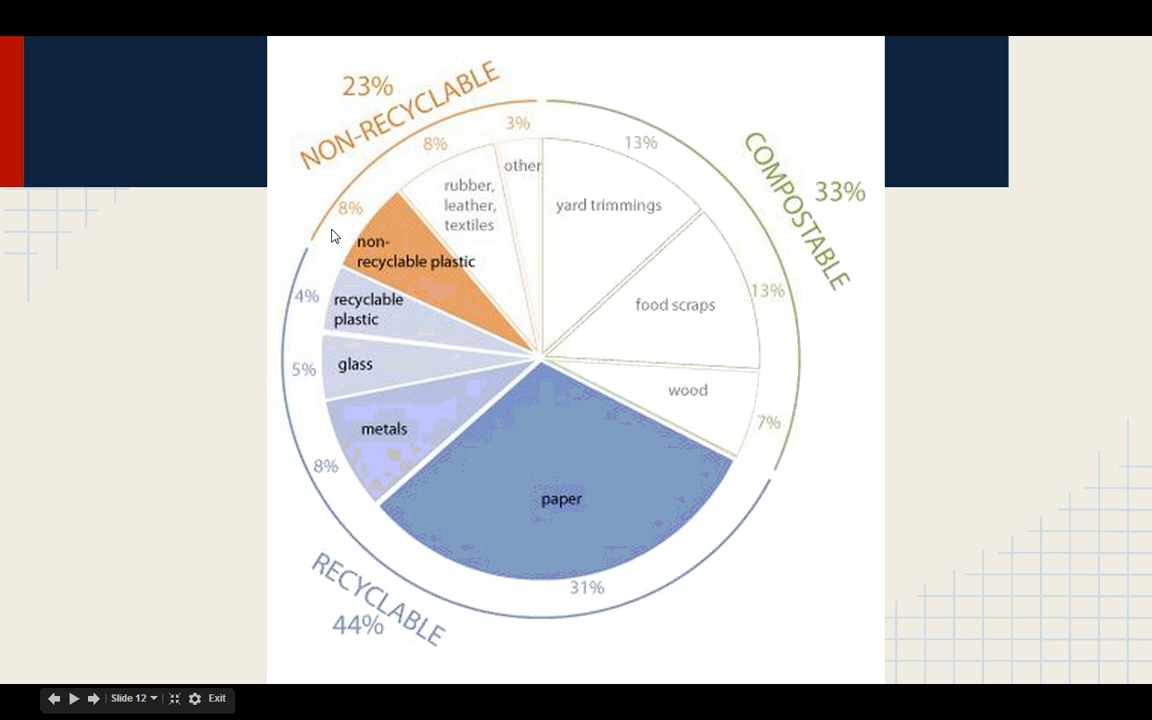 23%
NON-RECYCLABLE
3%
8%
13%
other
COMPOSTABLE
33%
rubber,
leather,
textiles
yard trimmings
8%
non-
recyclable plastic
4%
recyclable
plastic
food scraps
13%
5%
glass
wood
7%
metals
8%
paper
31%
RECYCLABLE
44%
Slide 12
Exit